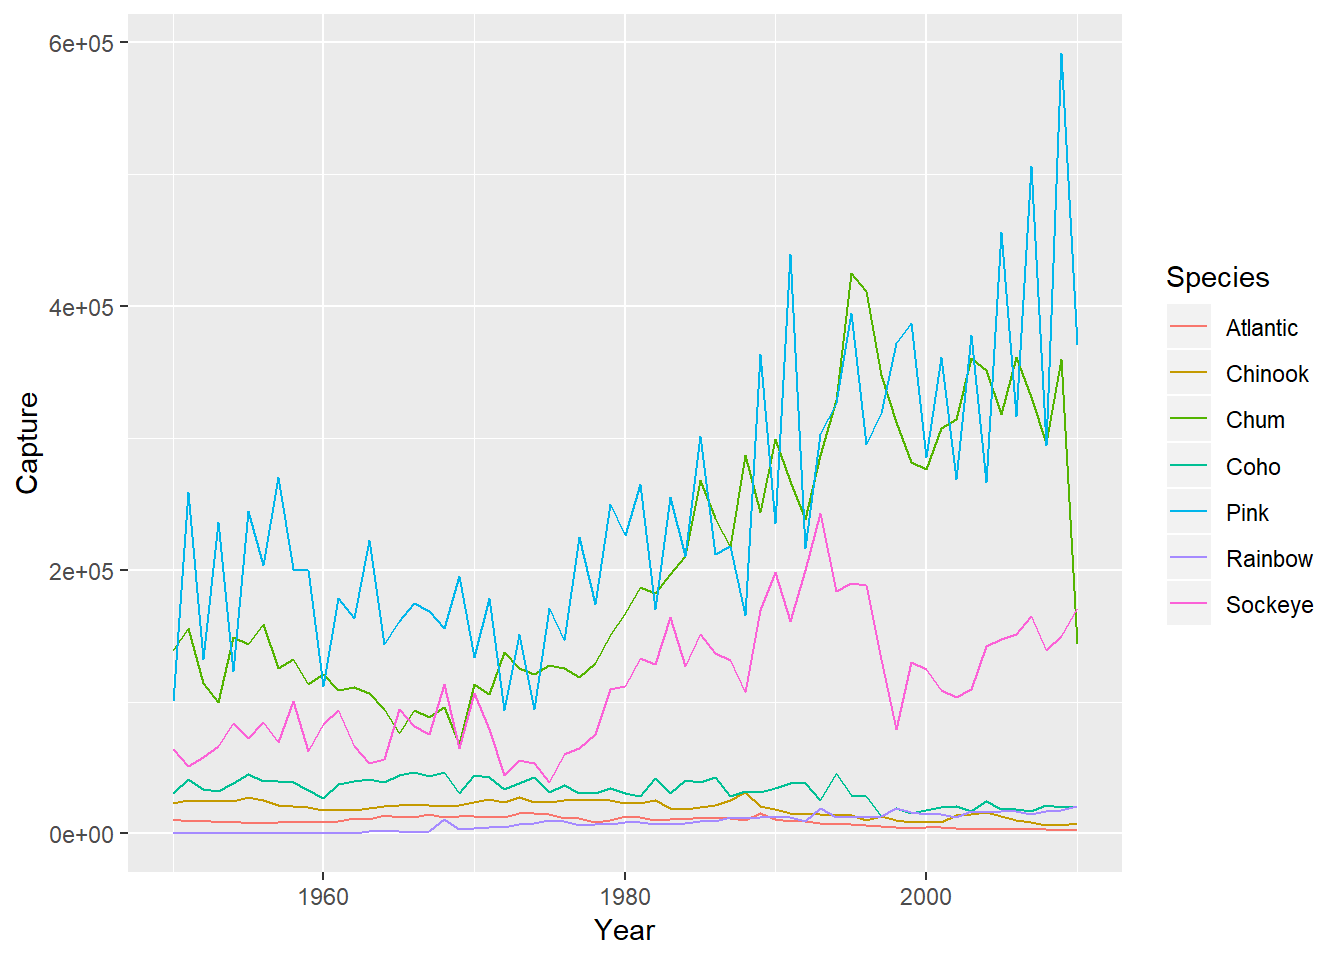 6e+05
4e+05
2e+05
0e+00
Capture
1960
1980
2000
Year
Species
Atlantic
Chinook
Chum
Coho
Pink
Rainbow
Sockeye